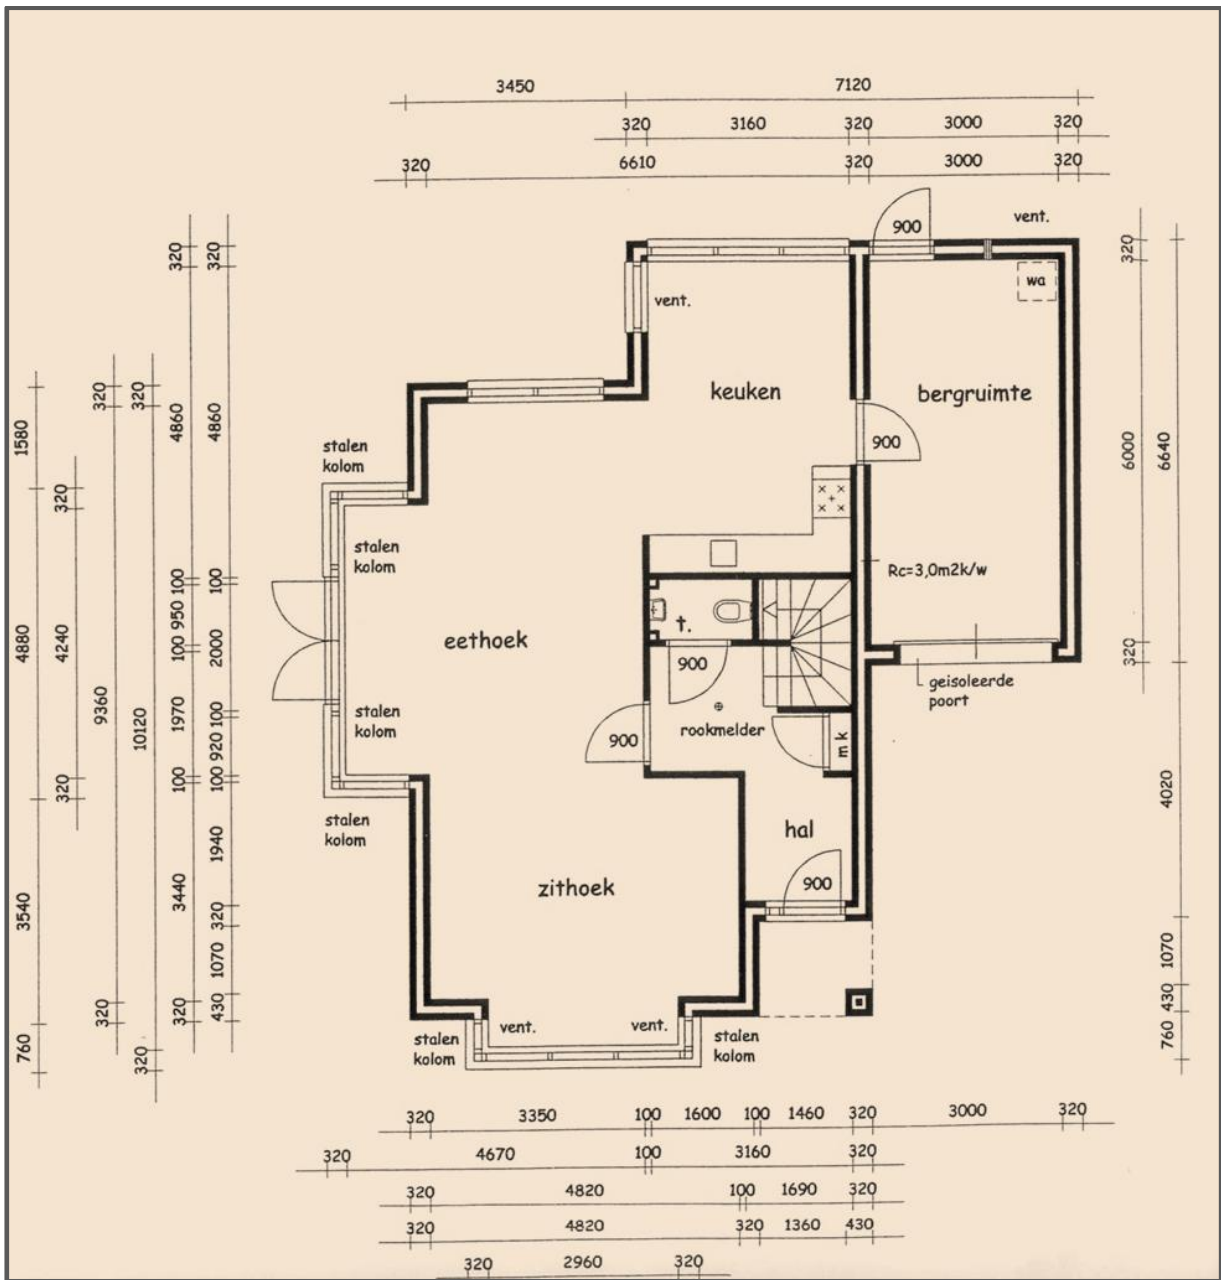 3450 7120
320 3160 320 3000 320
320 6610 320 3000 320
900
vent.
wa
vent.
keuken
bergruimte
900
stalen
kolom
stalen
kolom
Rc=3,0m2k/w
eethoek
t.
900
geisoleerde
poort
stalen
kolom
900
rookmelder
m k
stalen
kolom
hal
zithoek
900
vent.
vent.
stalen
kolom
stalen
kolom
1580
4880
3540
760
320
4240
320
320
9360
320
320
10120
320
320
4860
100
950
100
1970
100
3440
320
320
4860
100
2000
100
920
100
1940
320
1070
430
320
6000
320
6640
4020
1070
430
760
320 3350 100 1600 100 1460 320 3000 320
320 4670 100 3160 320
320 4820 100 1690 320
320 4820 320 1360 430
320 2960 320